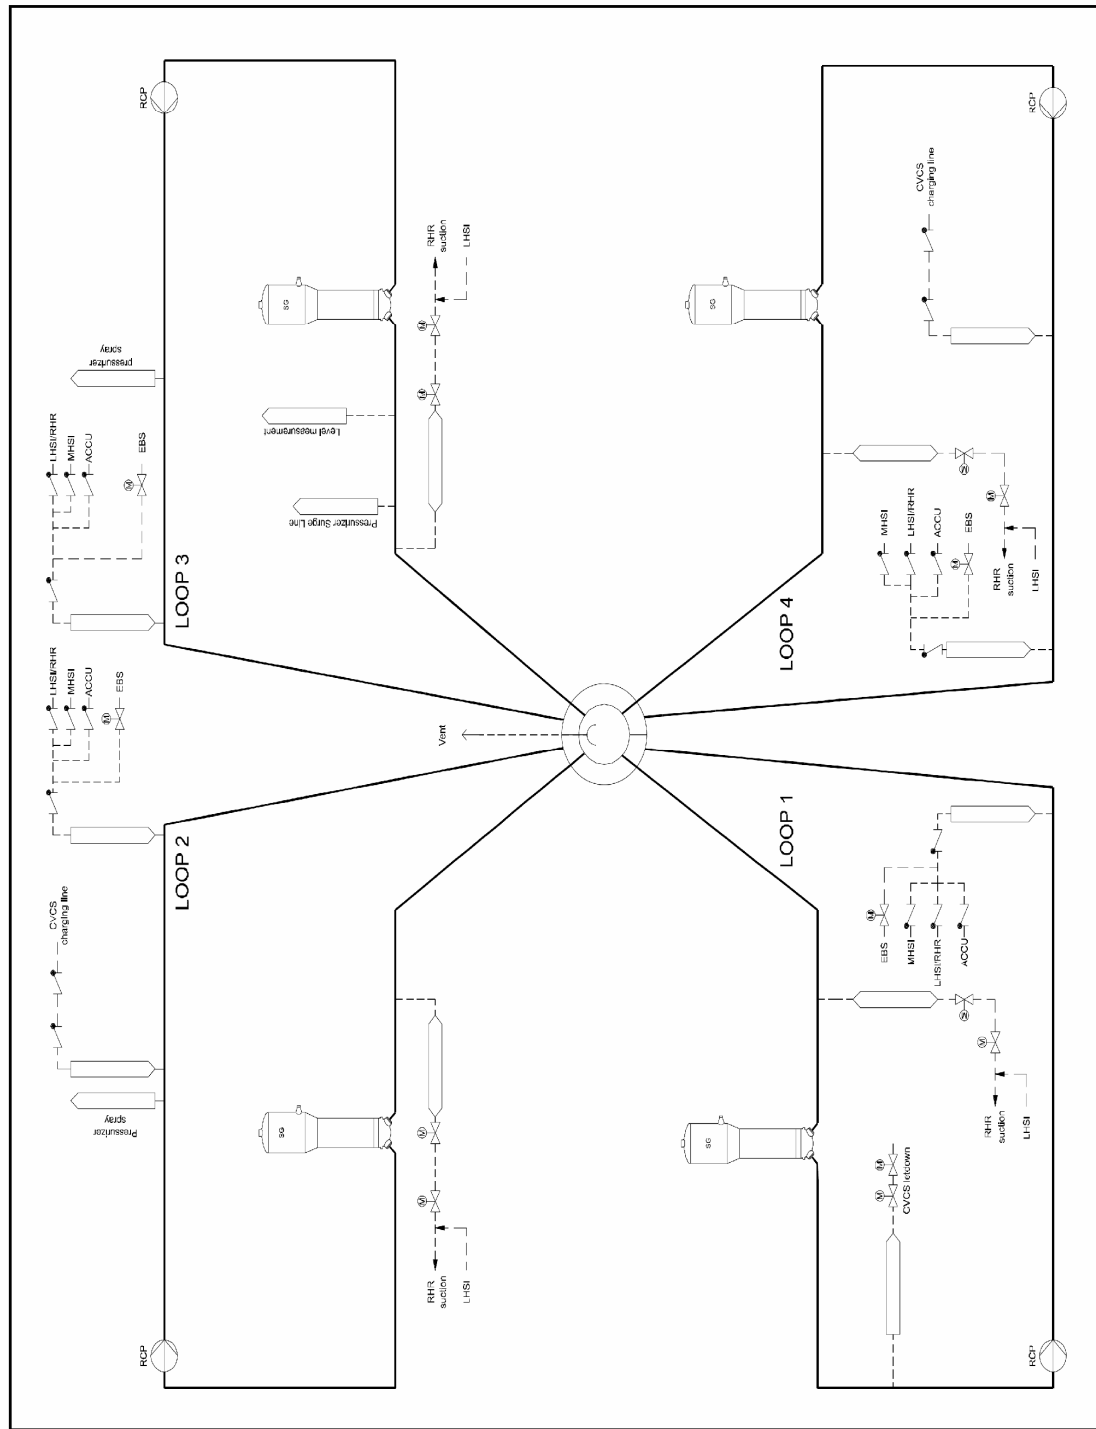 RCP
RCP
CVCS
charging line
RHR
suction
LHSI
SG
SG
pressurizer
spray
LHSI/RHR
MHSI
ACCU
EBS
Level measurement
Pressurizer Surge Line
MHSI
LHSI/RHR
ACCU
EBS
RHR
suction
LHSI
LOOP 3
LOOP 4
LHSI/RHR
MHSI
ACCU
EBS
Vent
LOOP 2
LOOP 1
CVCS
charging line
EBS
MHSI
LHSI/RHR
ACCU
Pressurizer
spray
SG
SG
RHR
suction
LHSI
CVCS letdown
RHR
suction
LHSI
RCP
RCP
M
M
M
M
M
M
M
M
M
M
M
M
M
M